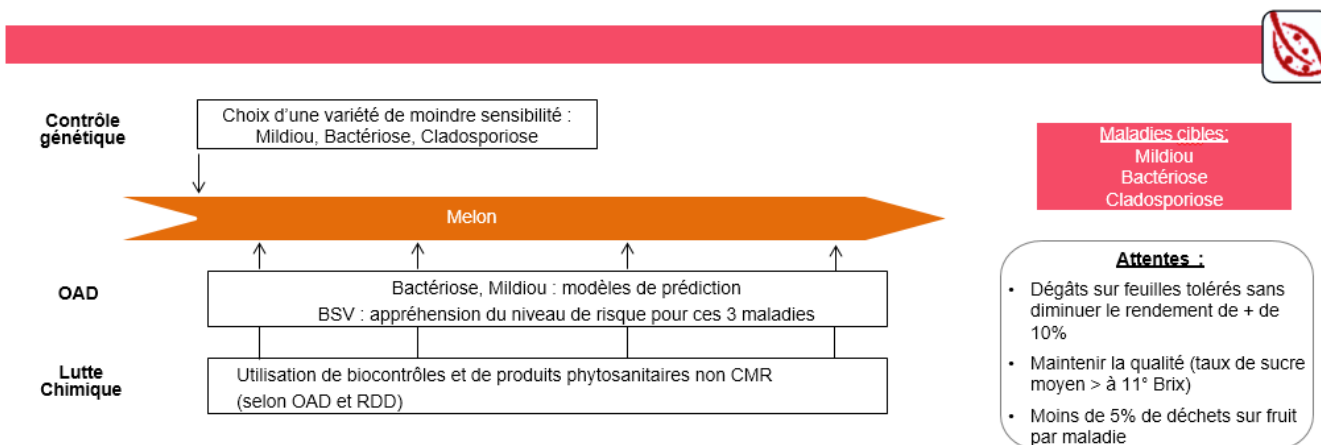 Contrôle
génétique
Choix d'une variété de moindre sensibilité :
Mildiou, Bactériose, Cladosporiose
Maladies cibles:
Mildiou
Bactériose
Cladosporiose
Melon
OAD
Bactériose, Mildiou : modèles de prédiction
BSV : appréhension du niveau de risque pour ces 3 maladies
Lutte
Chimique
Utilisation de biocontrôles et de produits phytosanitaires non CMR
(selon OAD et RDD)
Attentes :
• Dégâts sur feuilles tolérés sans
diminuer le rendement de + de
10%
• Maintenir la qualité (taux de sucre
moyen > à 11° Brix)
• Moins de 5% de déchets sur fruit
par maladie